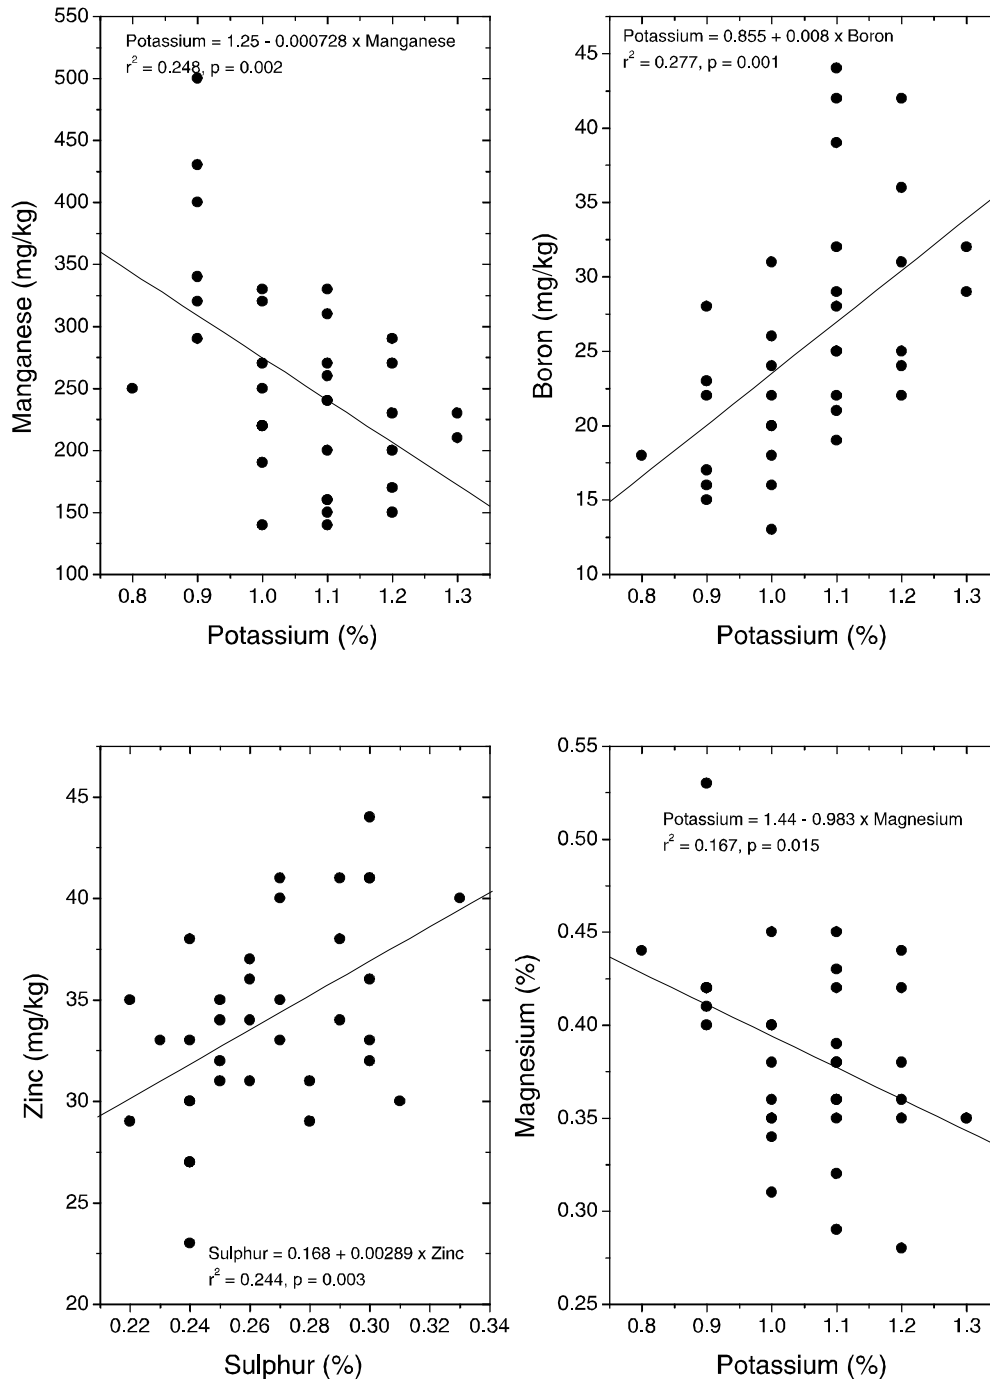 Potassium = 1.25 - 0.000728 x Manganese
r² = 0.248, p = 0.002
550
500
450
400
350
300
250
200
150
100
Manganese (mg/kg)
0.8 0.9 1.0 1.1 1.2 1.3
Potassium (%)
Potassium = 0.855 + 0.008 x Boron
r² = 0.277, p = 0.001
45
40
35
30
25
20
15
10
Boron (mg/kg)
0.8 0.9 1.0 1.1 1.2 1.3
Potassium (%)
45
40
35
30
25
20
Zinc (mg/kg)
Sulphur = 0.168 + 0.00289 x Zinc
r² = 0.244, p = 0.003
0.22 0.24 0.26 0.28 0.30 0.32 0.34
Sulphur (%)
0.55
0.50
0.45
0.40
0.35
0.30
0.25
Magnesium (%)
Potassium = 1.44 - 0.983 x Magnesium
r² = 0.167, p = 0.015
0.8 0.9 1.0 1.1 1.2 1.3
Potassium (%)